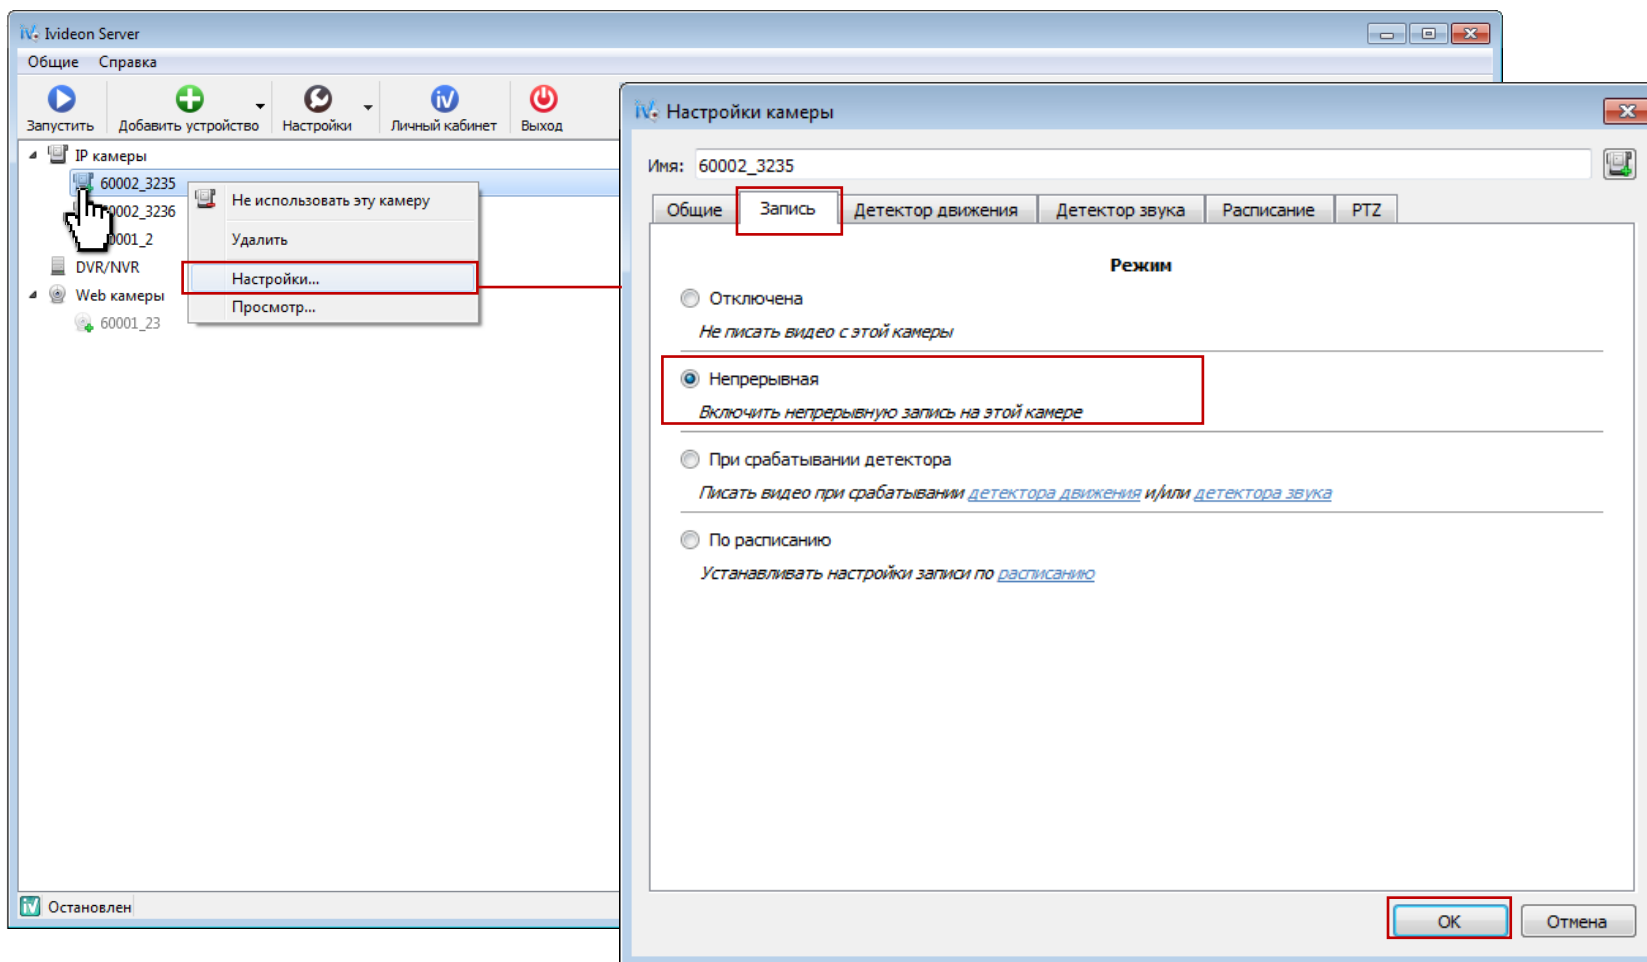 Ivideon Server
Общие Справка
Запустить Добавить устройство Настройки Личный кабинет Выход
IP камеры
60002_3235
0002_3236
0001_2
DVR/NVR
Web камеры
60001_23
Не использовать эту камеру
Удалить
Настройки...
Просмотр...
Остановлен
Настройки камеры
Имя: 60002_3235
Общие Запись Детектор движения Детектор звука Расписание PTZ
Режим
Отключена
Не писать видео с этой камеры
Непрерывная
Включить непрерывную запись на этой камере
При срабатывании детектора
Писать видео при срабатывании детектора движения и/или детектора звука
По расписанию
Устанавливать настройки записи по расписанию
OK Отмена